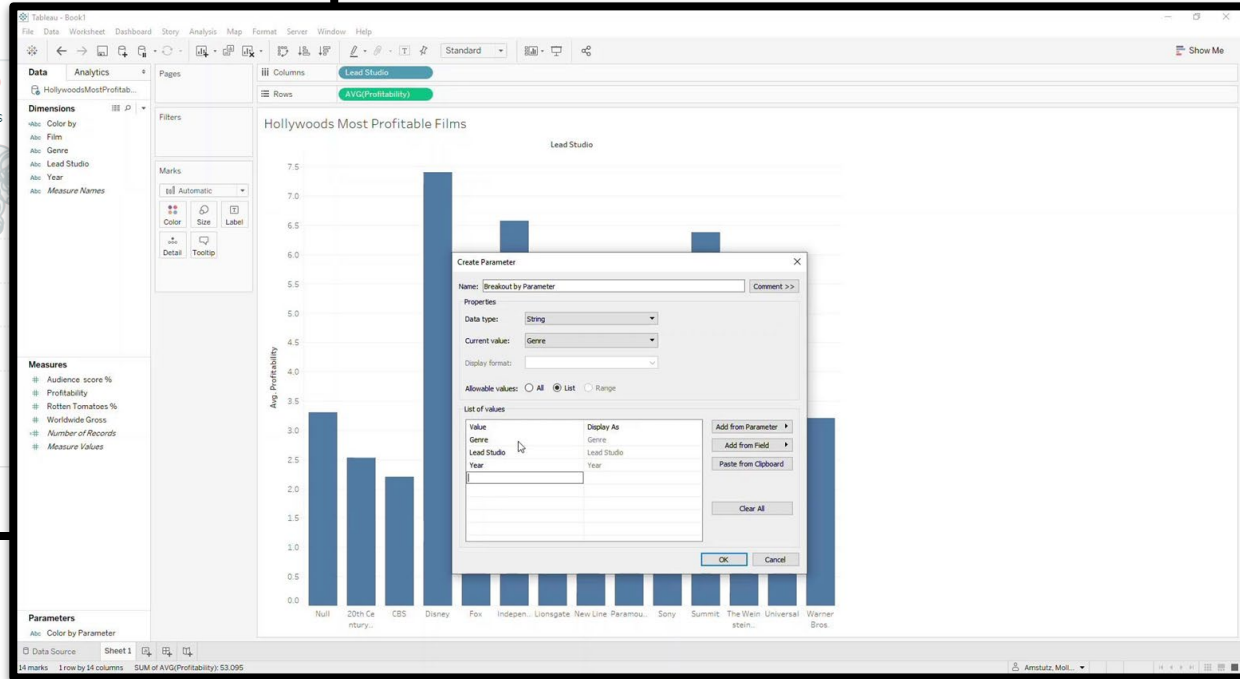 Tableau - Book1
File Data Worksheet Dashboard Story Analysis Map Format Server Window Help
Standard
Show Me
Data Analytics
Pages
Columns Lead Studio
HollywoodsMostProfitab...
Rows AVG(Profitability)
Dimensions
Abc Color by
Abc Film
Abc Genre
Abc Lead Studio
Abc Year
Abc Measure Names
Filters
Marks
Automatic
Color Size Label
Detail Tooltip
Hollywoods Most Profitable Films
Lead Studio
7.5
7.0
6.5
6.0
5.5
5.0
4.5
4.0
3.5
3.0
2.5
2.0
1.5
1.0
0.5
0.0
Avg. Profitability
Null 20th Century... CBS Disney Fox Indepen... Lionsgate New Line Paramou... Sony Summit The Weinstein... Universal Warner Bros.
Create Parameter
Name: Breakout by Parameter Comment >>
Properties
Data type: String
Current value: Genre
Display format:
Allowable values: All List Range
List of values
Value Display As
Genre Genre
Lead Studio Lead Studio
Year Year
Add from Parameter
Add from Field
Paste from Clipboard
Clear All
OK Cancel
Measures
# Audience score %
# Profitability
# Rotten Tomatoes %
# Worldwide Gross
# Number of Records
# Measure Values
Parameters
Abc Color by Parameter
Data Source Sheet 1
14 marks 1 row by 14 columns SUM of AVG(Profitability): 53.095
Amstutz, Moll...